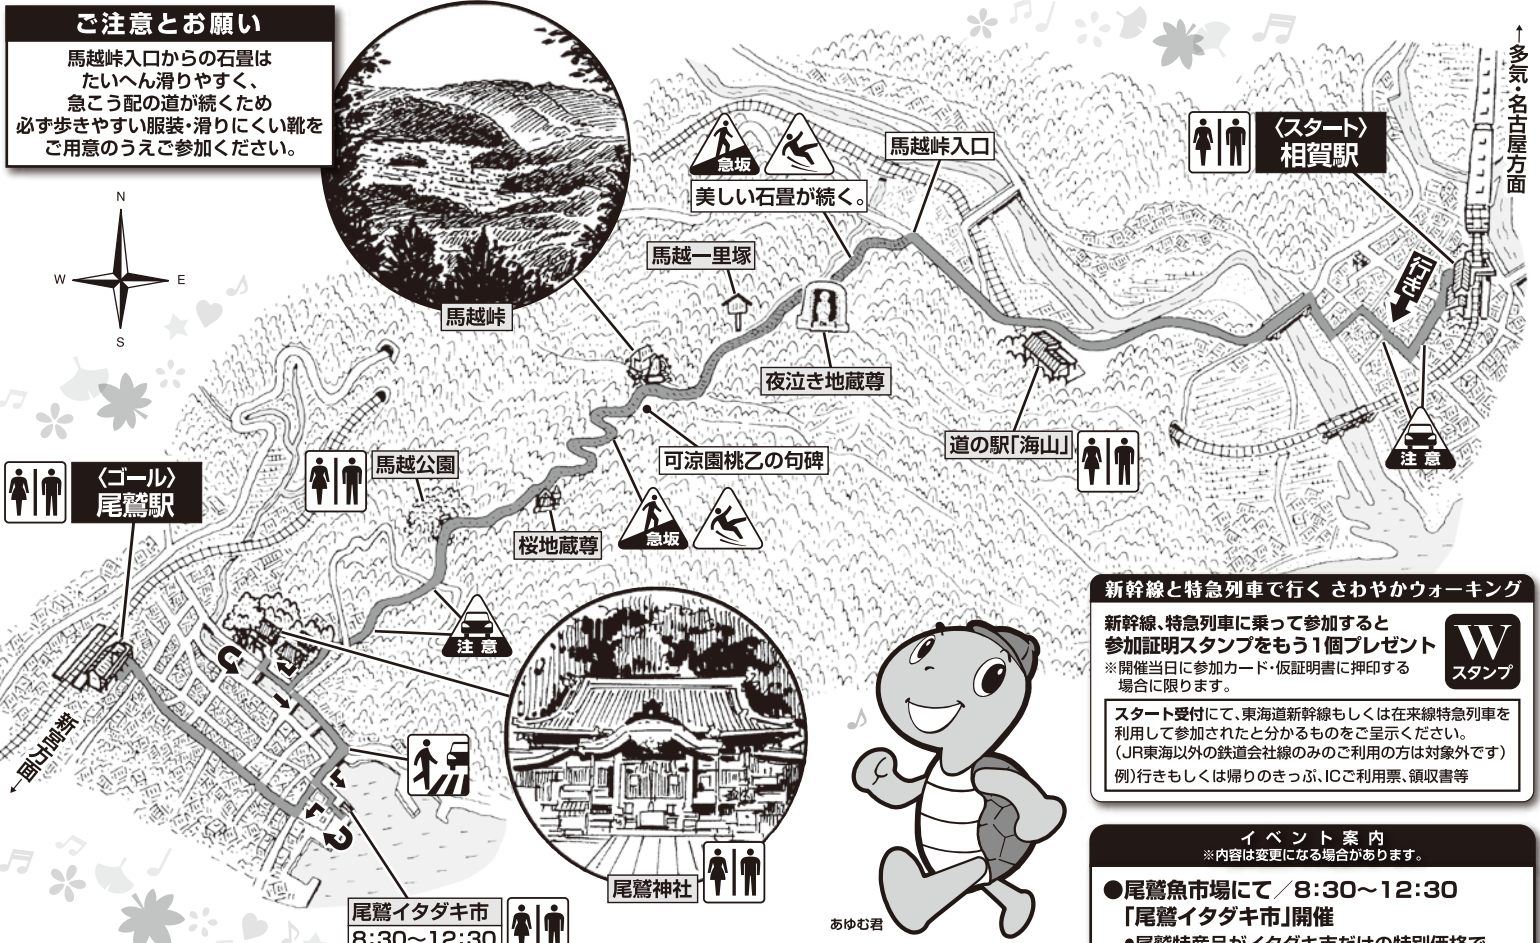 ご注意とお願い
馬越峠入口からの石畳は
たいへん滑りやすく、
急こう配の道が続くため
必ず歩きやすい服装・滑りにくい靴を
ご用意のうえご参加ください。
N
W
E
S
馬越峠
急坂
美しい石畳が続く。
馬越峠入口
〈スタート〉
相賀駅
←多気・名古屋方面
馬越一里塚
行き
夜泣き地蔵尊
道の駅「海山」
注意
可涼園桃乙の句碑
馬越公園
〈ゴール〉
尾鷲駅
急坂
桜地蔵尊
注意
新宮方面
尾鷲神社
尾鷲イタダキ市
8:30〜12:30
あゆむ君
新幹線と特急列車で行く さわやかウォーキング
新幹線、特急列車に乗って参加すると
参加証明スタンプをもう1個プレゼント
※開催当日に参加カード・仮証明書に押印する
場合に限ります。
W
スタンプ
スタート受付にて、東海道新幹線もしくは在来線特急列車を
利用して参加されたと分かるものをご呈示ください。
（JR東海以外の鉄道会社線のみのご利用の方は対象外です）
例）行きもしくは帰りのきっぷ、ICご利用票、領収書等
イベント案内
※内容は変更になる場合があります。
●尾鷲魚市場にて／8:30〜12:30
「尾鷲イタダキ市」開催
●尾鷲特産品がイタダキ市だけの特別価格で